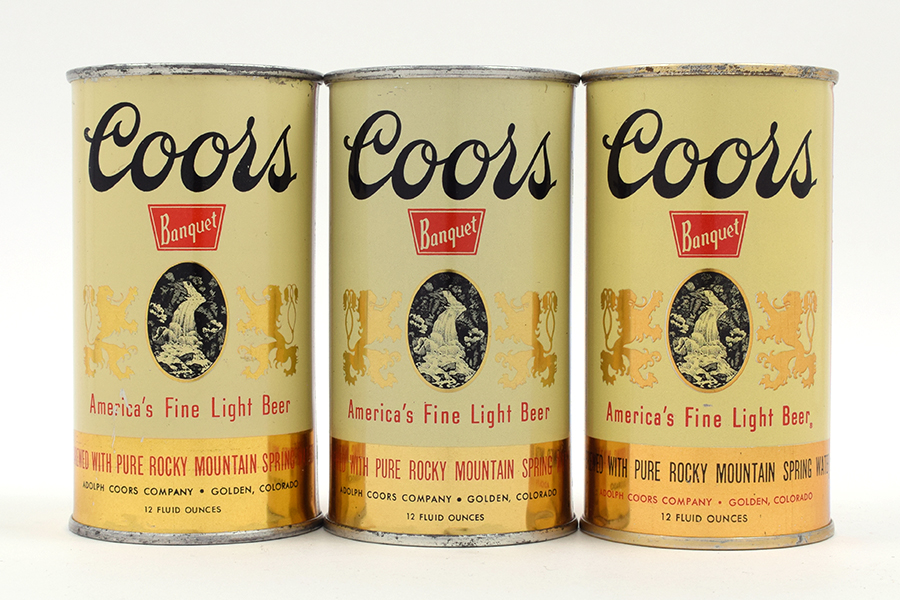 Coors
Banquet
America's Fine Light Beer
WITH PURE ROCKY MOUNTAIN SPRING
ADOLPH COORS COMPANY • GOLDEN, COLORADO
12 FLUID OUNCES
Coors
Banquet
America's Fine Light Beer
WITH PURE ROCKY MOUNTAIN SPRING
ADOLPH COORS COMPANY • GOLDEN, COLORADO
12 FLUID OUNCES
Coors
Banquet
America's Fine Light Beer
WITH PURE ROCKY MOUNTAIN SPRING
ADOLPH COORS COMPANY • GOLDEN, COLORADO
12 FLUID OUNCES